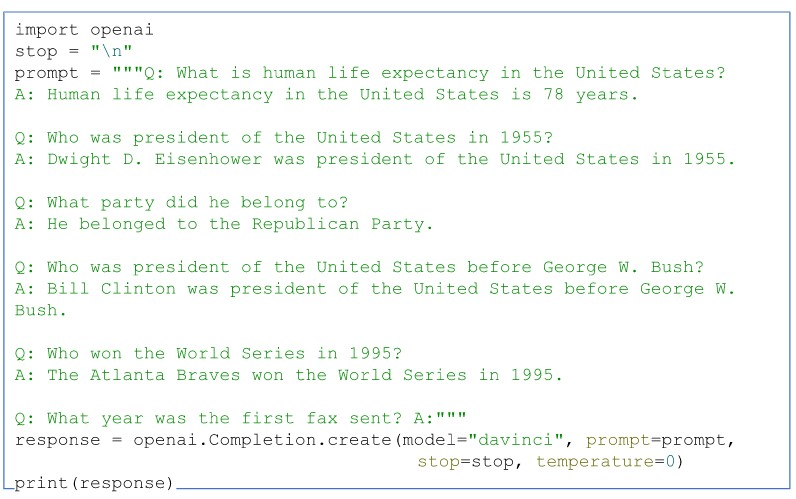 import openai
stop = "\n"
prompt = """Q: What is human life expectancy in the United States?
A: Human life expectancy in the United States is 78 years.
Q: Who was president of the United States in 1955?
A: Dwight D. Eisenhower was president of the United States in 1955.
Q: What party did he belong to?
A: He belonged to the Republican Party.
Q: Who was president of the United States before George W. Bush?
A: Bill Clinton was president of the United States before George W.
Bush.
Q: Who won the World Series in 1995?
A: The Atlanta Braves won the World Series in 1995.
Q: What year was the first fax sent? A:"""
response = openai.Completion.create(model="davinci", prompt=prompt,
stop=stop, temperature=0)
print(response)